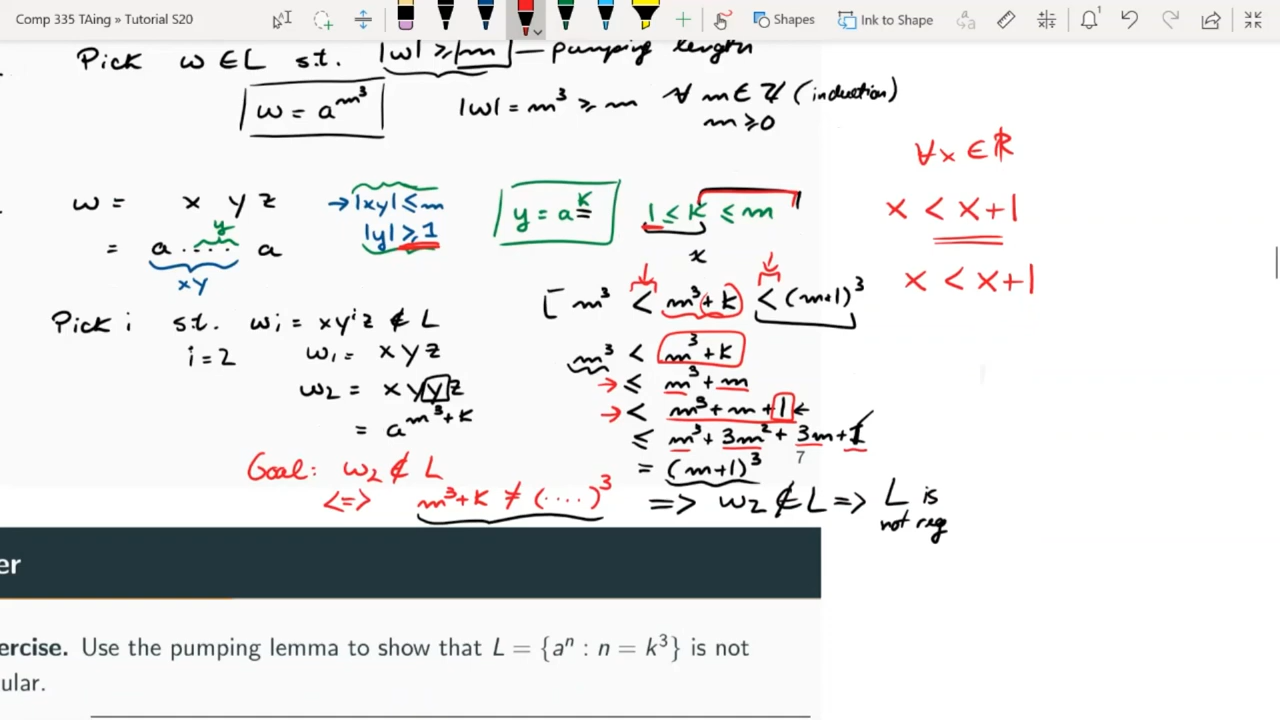 Comp 335 TAing » Tutorial S20
Shapes
Ink to Shape
Pick w ∈ L s.t. |w| ≥ m — pumping length
w = a^{m^3} |w| = m^3 ≥ m ∀ m ∈ ℤ (induction)
m ≥ 0
∀x ∈ ℝ
x < x+1
x < x+1
w = x y z → |xy| ≤ m
|y| ≥ 1
y = a^k 1 ≤ k ≤ m
y
= a ..... a
xy
x
[ m^3 < m^3+k < (m+1)^3
Pick i s.t. w_i = x y^i z ∉ L
i = 2 w_1 = x y z
w_2 = x y y z
= a^{m^3+k}
m^3 < m^3+k
→ ≤ m^3+m
→ < m^3+m+1 ←
≤ m^3+3m^2+3m+1
7
= (m+1)^3
Goal: w_2 ∉ L
<=> m^3+k ≠ (....)^3 => w_2 ∉ L => L is
not reg
er
ercise. Use the pumping lemma to show that L = {a^n : n = k^3} is not
ular.